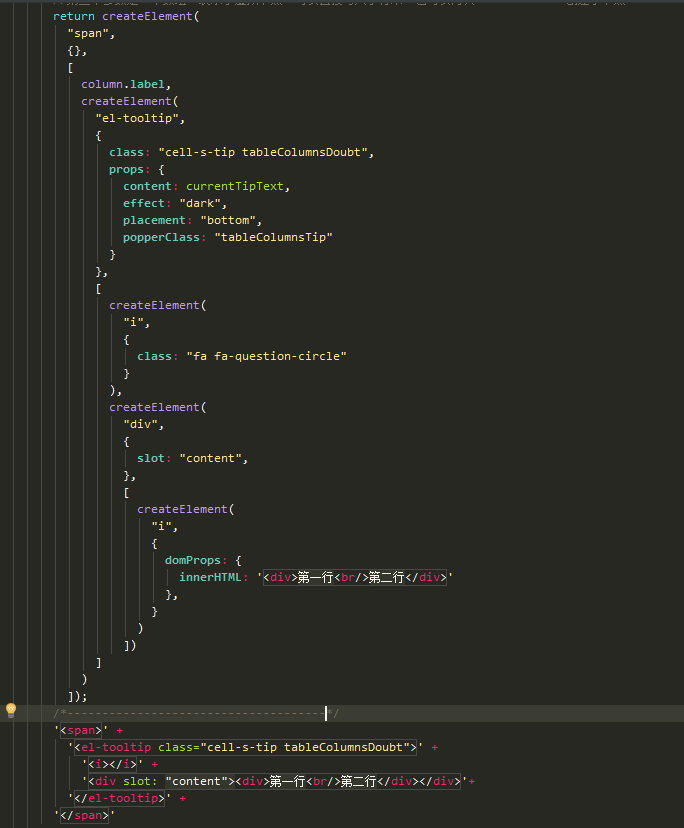 return createElement(
"span",
{},
[
column.label,
createElement(
"el-tooltip",
{
class: "cell-s-tip tableColumnsDoubt",
props: {
content: currentTipText,
effect: "dark",
placement: "bottom",
popperClass: "tableColumnsTip"
}
},
[
createElement(
"i",
{
class: "fa fa-question-circle"
}
),
createElement(
"div",
{
slot: "content",
},
[
createElement(
"i",
{
domProps: {
innerHTML: '<div>第一行<br/>第二行</div>'
},
}
)
])
]
)
]);
/*-------------------------------------*/
'<span>' +
'<el-tooltip class="cell-s-tip tableColumnsDoubt">' +
'<i></i>' +
'<div slot: "content"><div>第一行<br/>第二行</div></div>'+
'</el-tooltip>' +
'</span>'